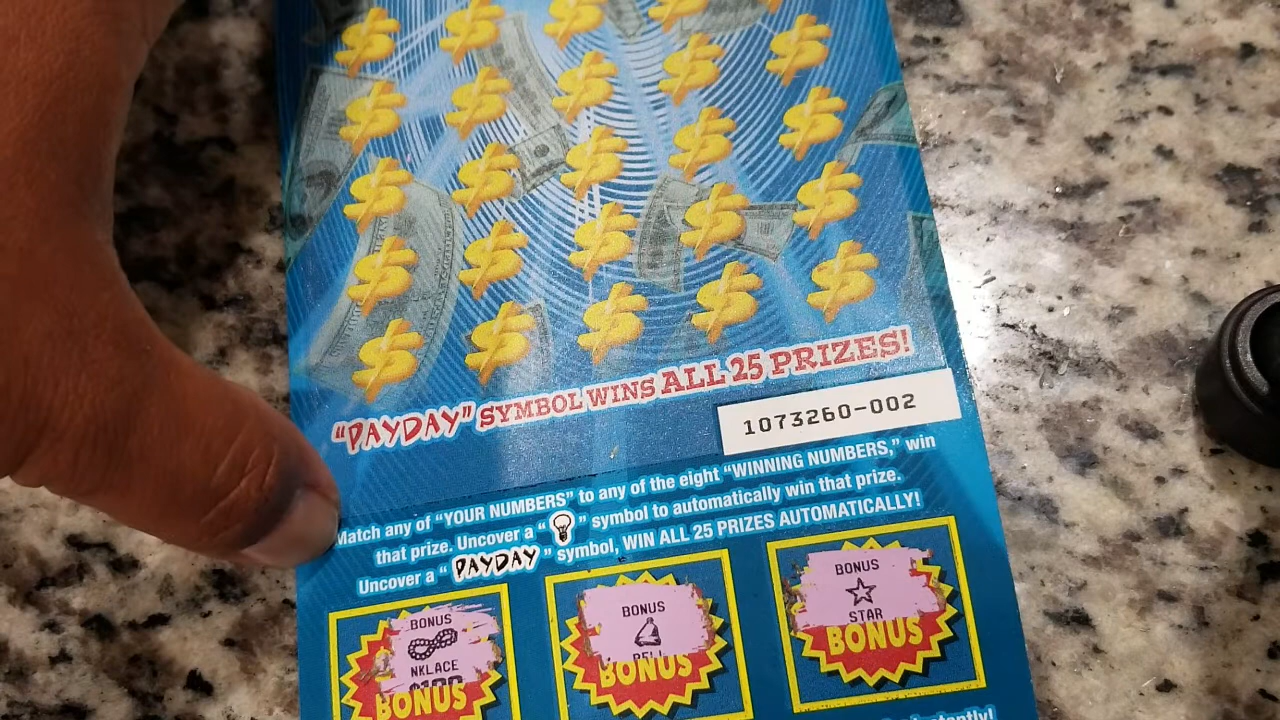 "PAYDAY" SYMBOL WINS ALL 25 PRIZES!
1073260-002
Match any of "YOUR NUMBERS" to any of the eight "WINNING NUMBERS," win
that prize. Uncover a " " symbol to automatically win that prize.
Uncover a "PAYDAY" symbol, WIN ALL 25 PRIZES AUTOMATICALLY!
BONUS
NKLACE
$100
BONUS
BONUS
BELL
BONUS
BONUS
STAR
BONUS
instantly!